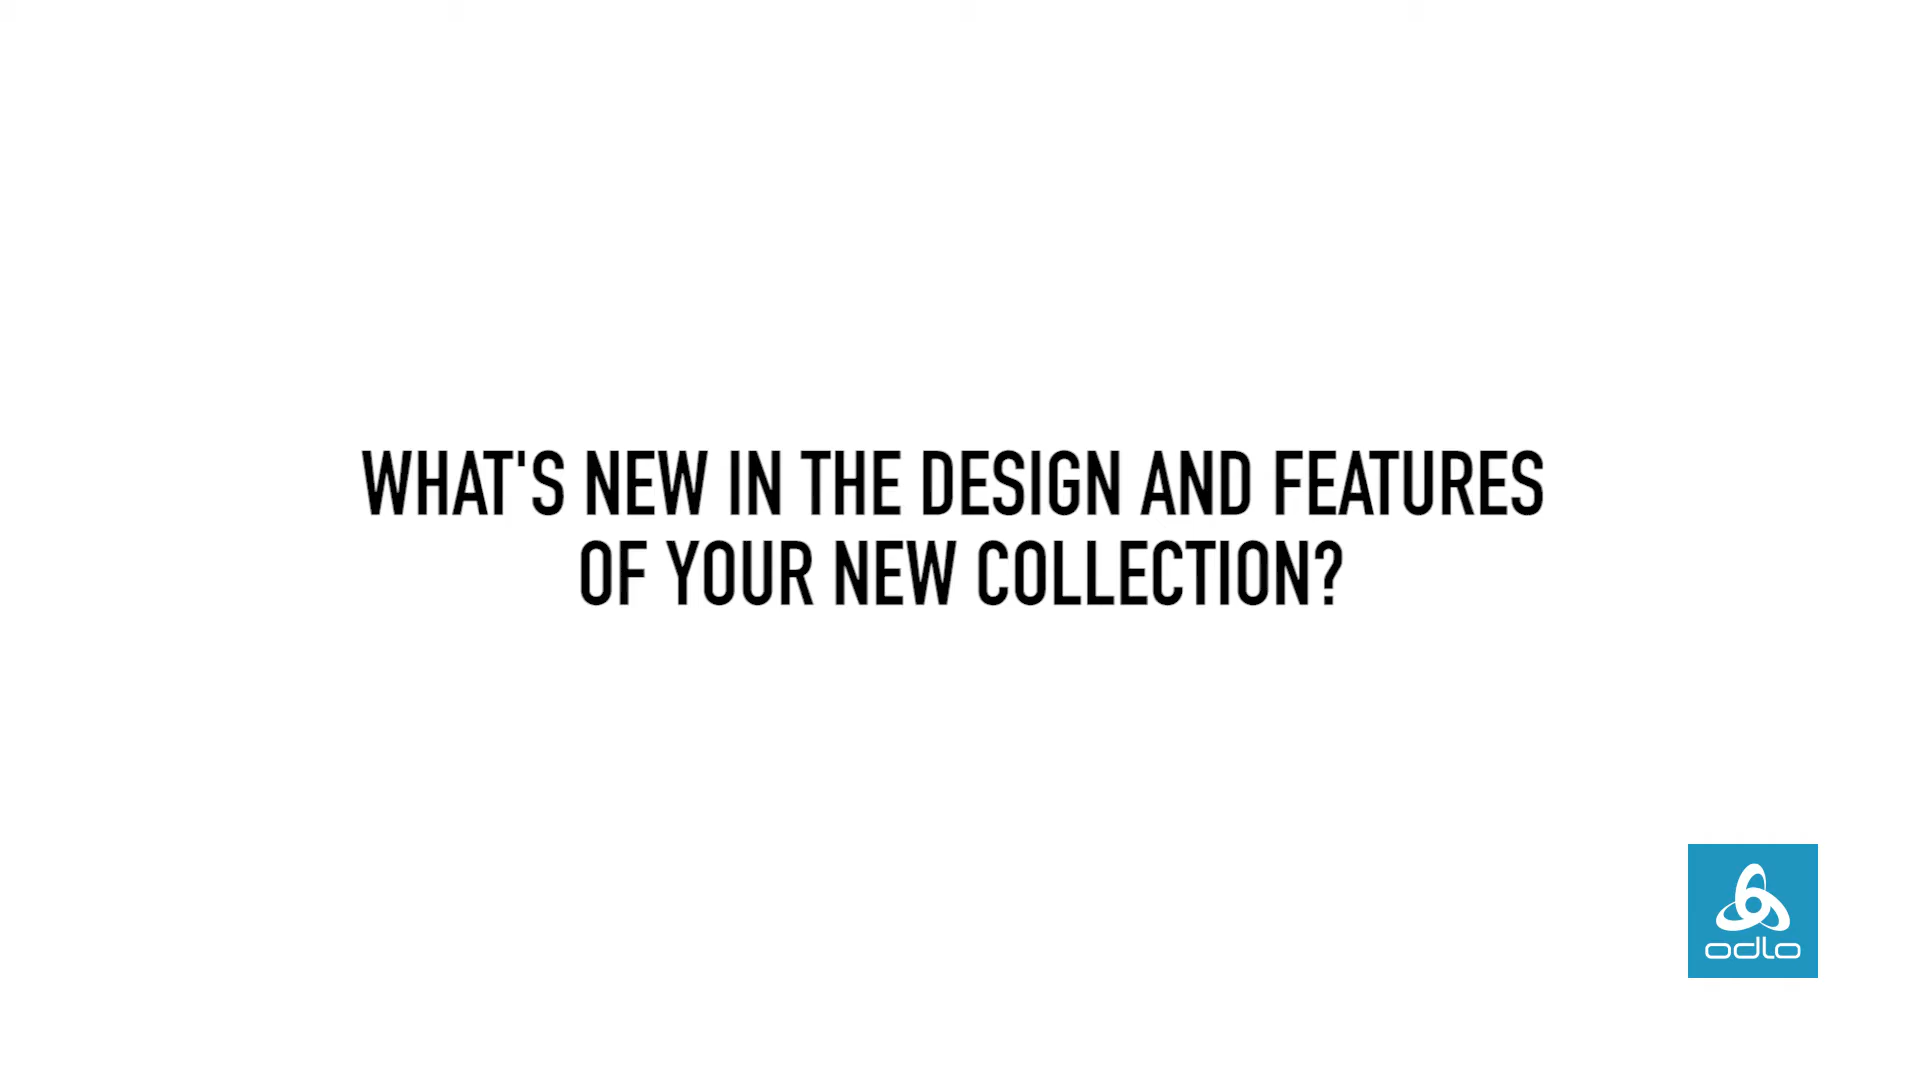 WHAT'S NEW IN THE DESIGN AND FEATURES
OF YOUR NEW COLLECTION?
odlo